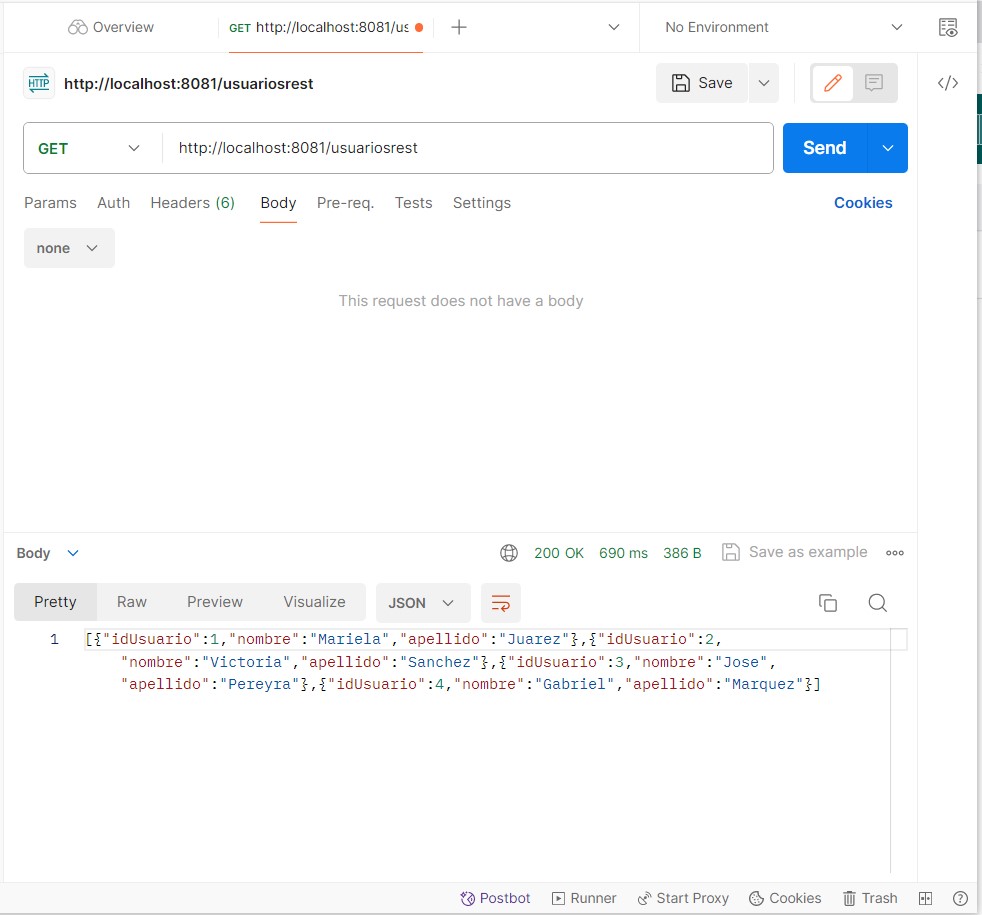 Overview
GET http://localhost:8081/us
No Environment
HTTP http://localhost:8081/usuariosrest
Save
GET http://localhost:8081/usuariosrest
Send
Params Auth Headers (6) Body Pre-req. Tests Settings Cookies
none
This request does not have a body
Body 200 OK 690 ms 386 B Save as example
Pretty Raw Preview Visualize JSON
1 [{"idUsuario":1,"nombre":"Mariela","apellido":"Juarez"},{"idUsuario":2,
"nombre":"Victoria","apellido":"Sanchez"},{"idUsuario":3,"nombre":"Jose",
"apellido":"Pereyra"},{"idUsuario":4,"nombre":"Gabriel","apellido":"Marquez"}]
Postbot Runner Start Proxy Cookies Trash